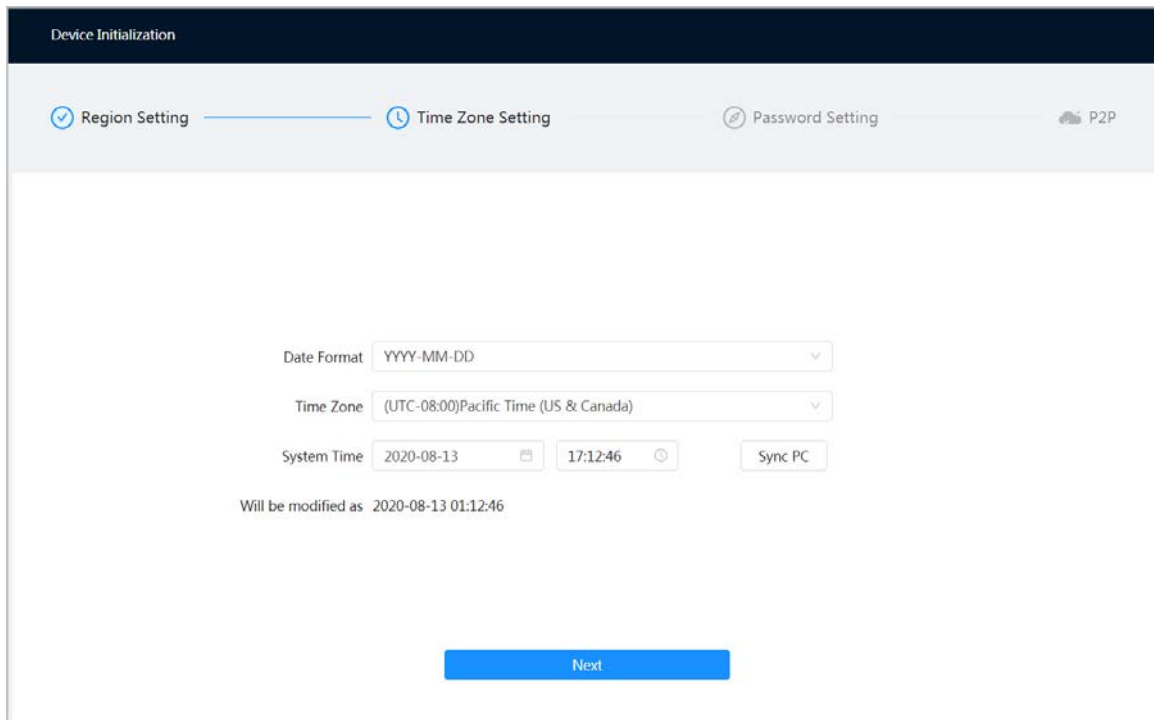 Device Initialization
Region Setting Time Zone Setting Password Setting P2P
Date Format YYYY-MM-DD
Time Zone (UTC-08:00)Pacific Time (US & Canada)
System Time 2020-08-13 17:12:46 Sync PC
Will be modified as 2020-08-13 01:12:46
Next